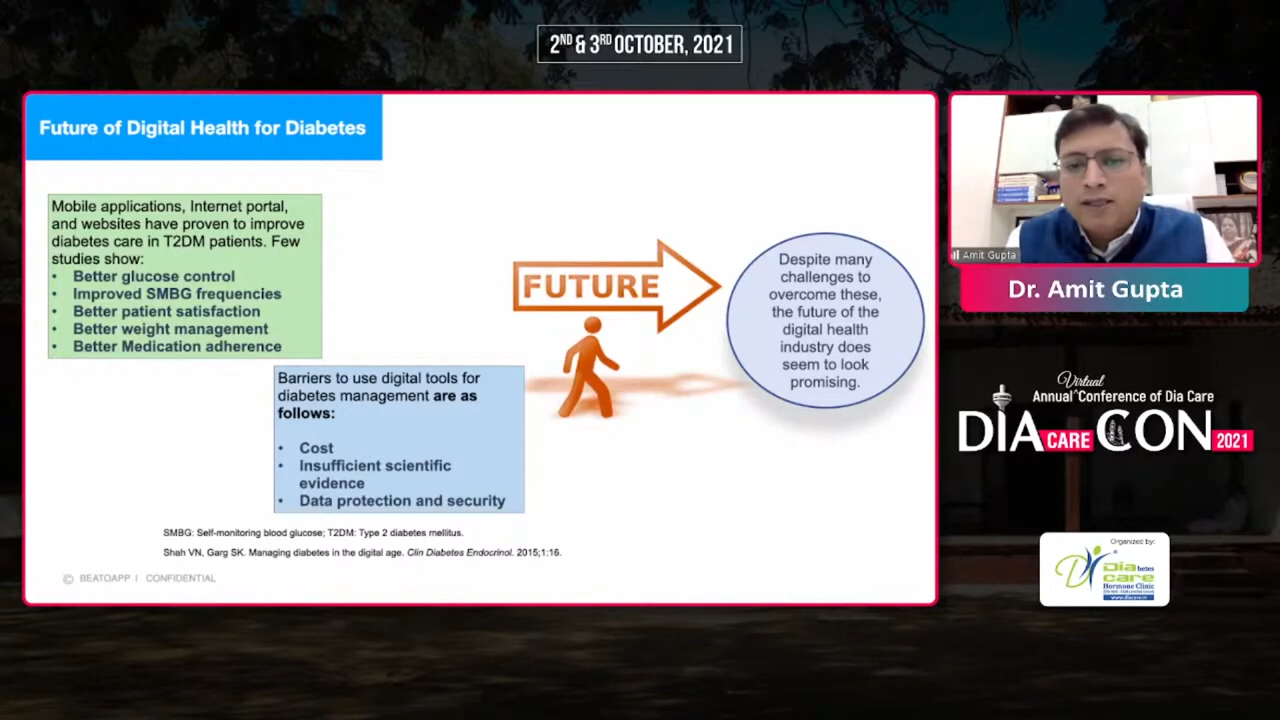 2ND & 3RD OCTOBER, 2021
Future of Digital Health for Diabetes
Mobile applications, Internet portal,
and websites have proven to improve
diabetes care in T2DM patients. Few
studies show:
• Better glucose control
• Improved SMBG frequencies
• Better patient satisfaction
• Better weight management
• Better Medication adherence
Barriers to use digital tools for
diabetes management are as
follows:
• Cost
• Insufficient scientific
evidence
• Data protection and security
FUTURE
Despite many
challenges to
overcome these,
the future of the
digital health
industry does
seem to look
promising.
SMBG: Self-monitoring blood glucose; T2DM: Type 2 diabetes mellitus.
Shah VN, Garg SK. Managing diabetes in the digital age. Clin Diabetes Endocrinol. 2015;1:16.
© BEATOAPP | CONFIDENTIAL
Amit Gupta
Dr. Amit Gupta
Virtual
Annual ^ Conference of Dia Care
DIA CARE CON 2021
Organized by:
Diabetes
care
Hormone Clinic
www.diacare.in